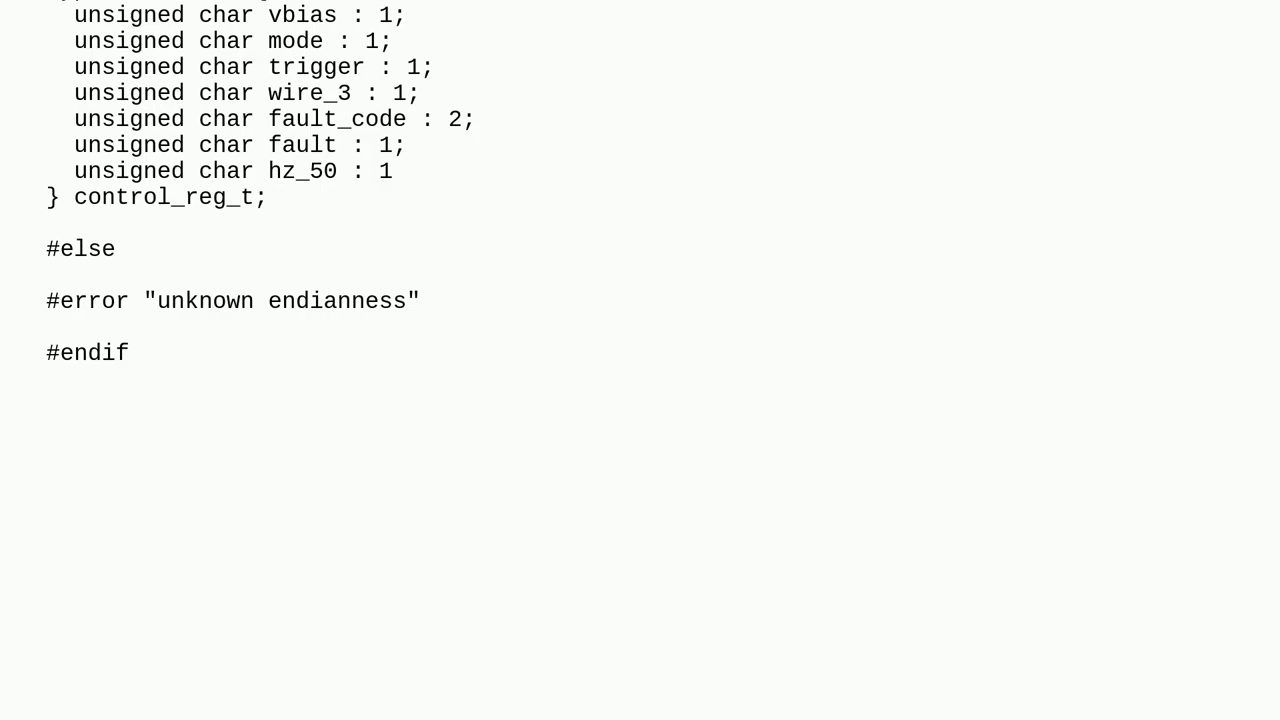 unsigned char vbias : 1;
unsigned char mode : 1;
unsigned char trigger : 1;
unsigned char wire_3 : 1;
unsigned char fault_code : 2;
unsigned char fault : 1;
unsigned char hz_50 : 1
} control_reg_t;
#else
#error "unknown endianness"
#endif